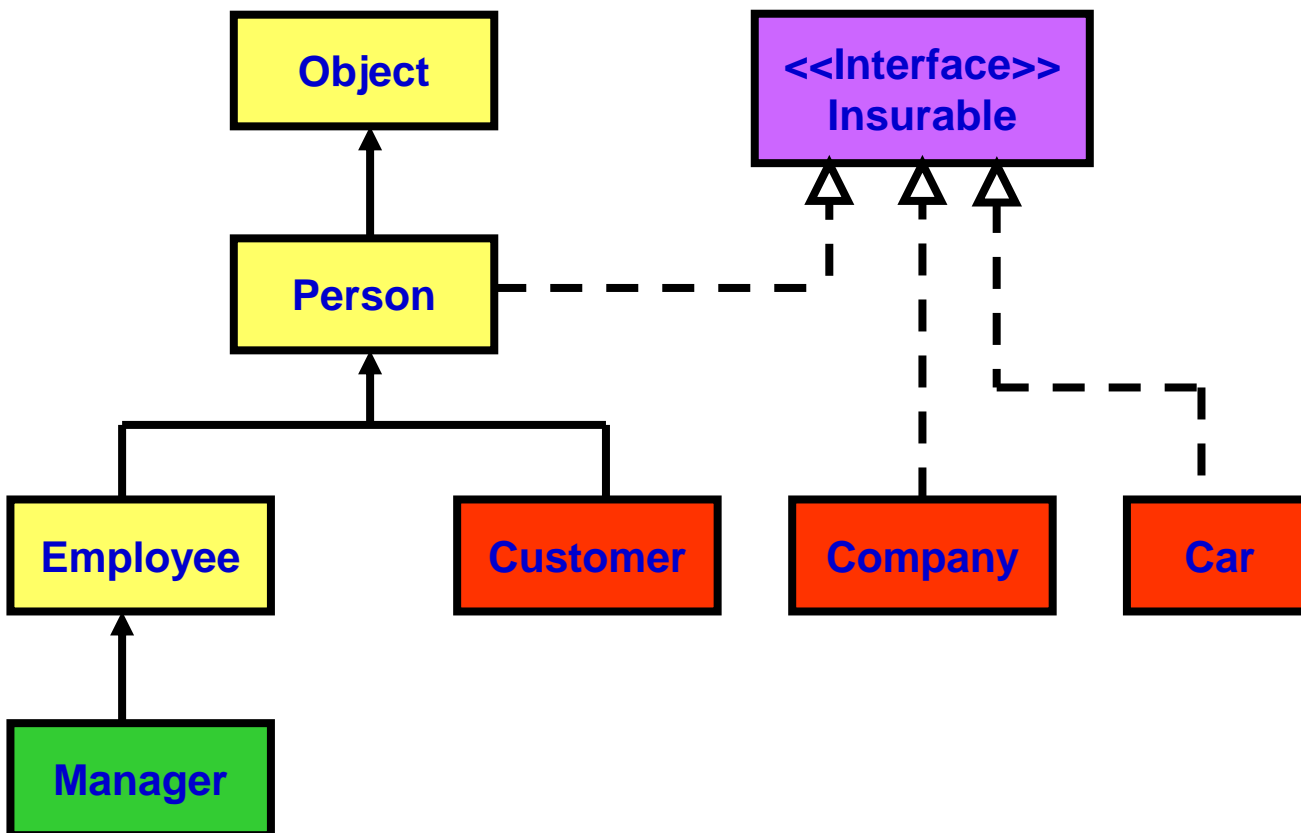 Object
<<Interface>>
Insurable
Person
Employee
Customer
Company
Car
Manager